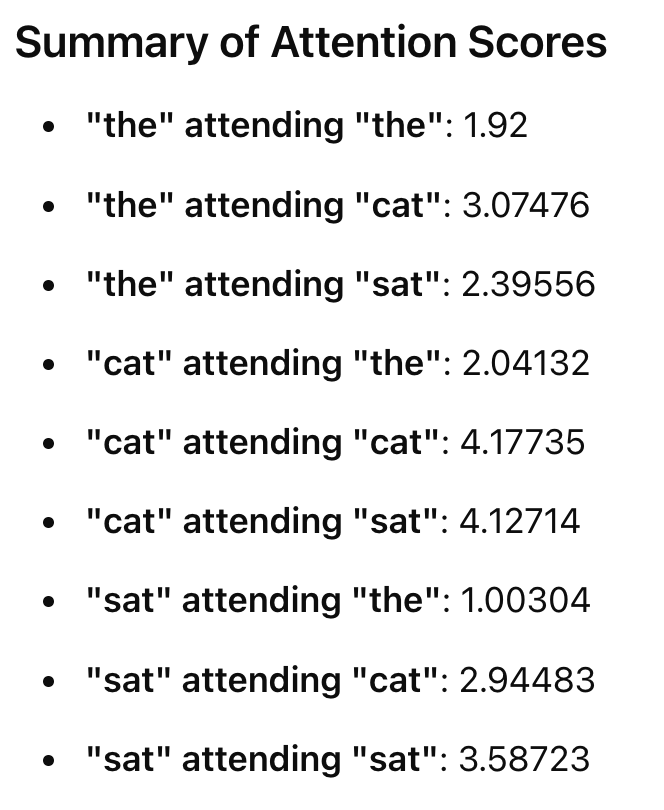 Summary of Attention Scores
• "the" attending "the": 1.92
• "the" attending "cat": 3.07476
• "the" attending "sat": 2.39556
• "cat" attending "the": 2.04132
• "cat" attending "cat": 4.17735
• "cat" attending "sat": 4.12714
• "sat" attending "the": 1.00304
• "sat" attending "cat": 2.94483
• "sat" attending "sat": 3.58723